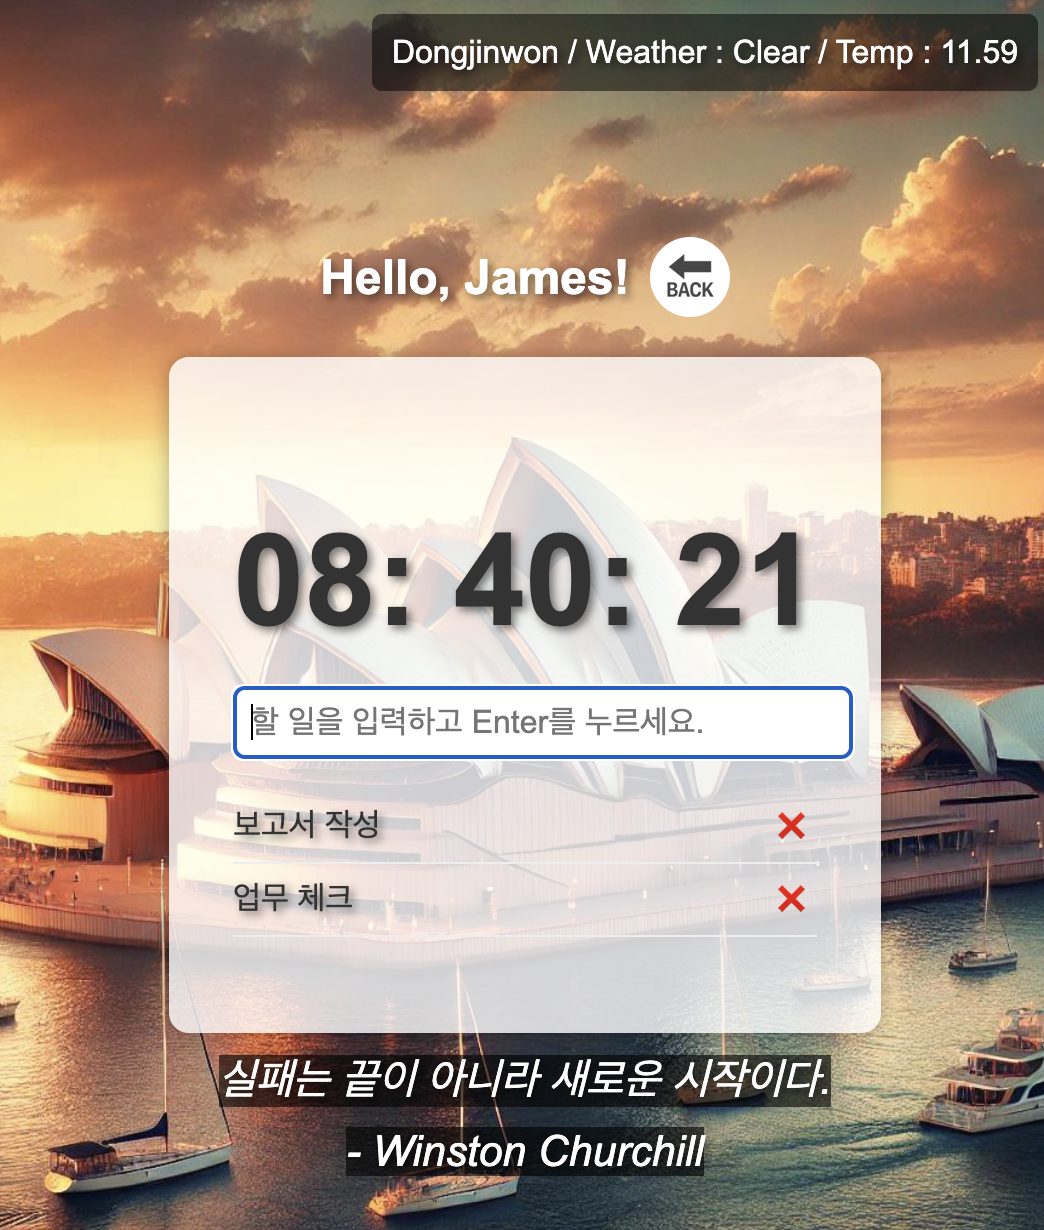 Dongjinwon / Weather : Clear / Temp : 11.59
Hello, James!
BACK
08: 40: 21
할 일을 입력하고 Enter를 누르세요.
보고서 작성
업무 체크
실패는 끝이 아니라 새로운 시작이다.
- Winston Churchill